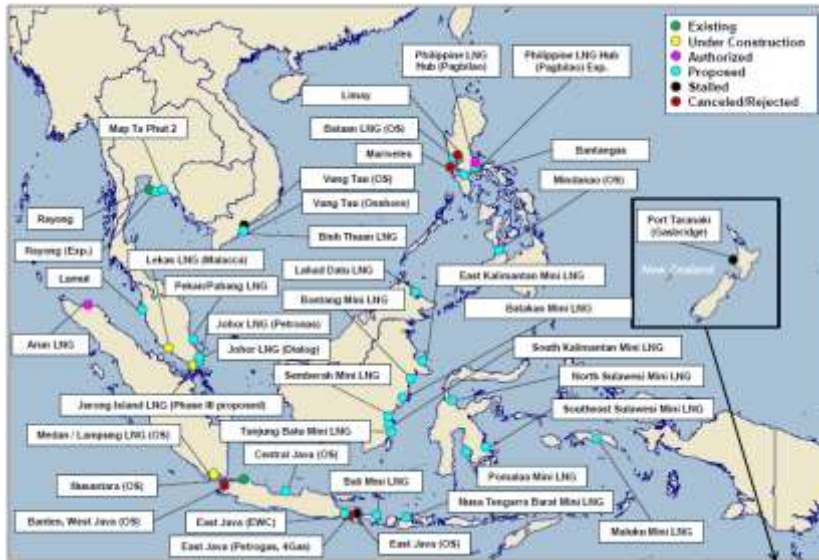 Existing
Under Construction
Authorized
Proposed
Stalled
Canceled/Rejected
Philippine LNG
Hub (Pagbilao)
Philippine LNG Hub
(Pagbilao) Exp.
Limay
Map Ta Phut 2
Bataan LNG (OS)
Mariveles
Bantangas
Vung Tau (OS)
Mindanao (OS)
Vung Tau (Onshore)
Rayong
Binh Thuan LNG
Port Taranaki
(Gasbridge)
Rayong (Exp.)
Lekas LNG (Malacca)
Lahad Datu LNG
East Kalimantan Mini LNG
New Zealand
Lumut
Pekan/Pahang LNG
Bontang Mini LNG
Batakan Mini LNG
Arun LNG
Johor LNG (Petronas)
South Kalimantan Mini LNG
Johor LNG (Dialog)
Semberah Mini LNG
North Sulawesi Mini LNG
Jurong Island LNG (Phase III proposed)
Southeast Sulawesi Mini LNG
Medan / Lampung LNG (OS)
Tanjung Batu Mini LNG
Central Java (OS)
Nusantara (OS)
Bali Mini LNG
Pomalaa Mini LNG
Nusa Tengarra Barat Mini LNG
Banten, West Java (OS)
East Java (EWC)
Maluku Mini LNG
East Java (Petrogas, 4Gas)
East Java (OS)